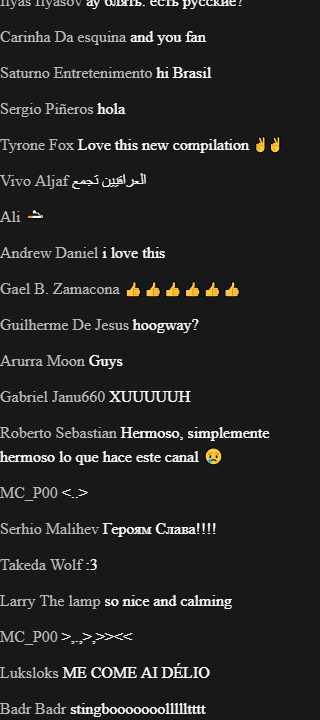 Ilyas Ilyasov ау блять. есть русские?
Carinha Da esquina and you fan
Saturno Entretenimento hi Brasil
Sergio Piñeros hola
Tyrone Fox Love this new compilation ✌✌
Vivo Aljaf العراقيين تجمع
Ali 🚬
Andrew Daniel i love this
Gael B. Zamacona 👍👍👍👍👍👍
Guilherme De Jesus hoogway?
Arurra Moon Guys
Gabriel Janu660 XUUUUUH
Roberto Sebastian Hermoso, simplemente
hermoso lo que hace este canal 😥
MC_P00 <..>
Serhio Malihev Героям Слава!!!!
Takeda Wolf :3
Larry The lamp so nice and calming
MC_P00 >,.,>,>><<
Luksloks ME COME AI DÉLIO
Badr Badr stingbooooooolllllltttt